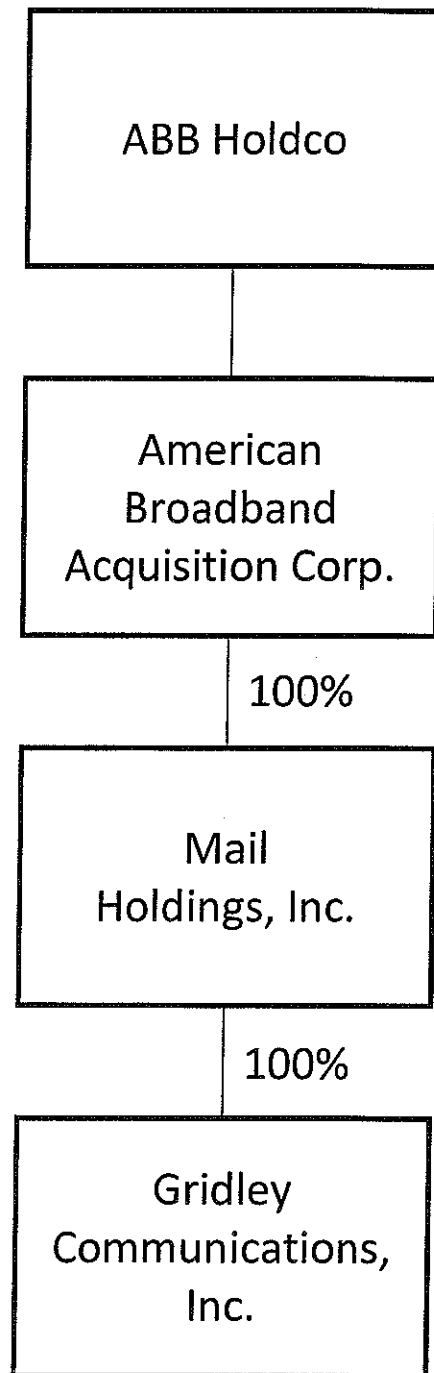 ABB Holdco
American
Broadband
Acquisition Corp.
100%
Mail
Holdings, Inc.
100%
Gridley
Communications,
Inc.